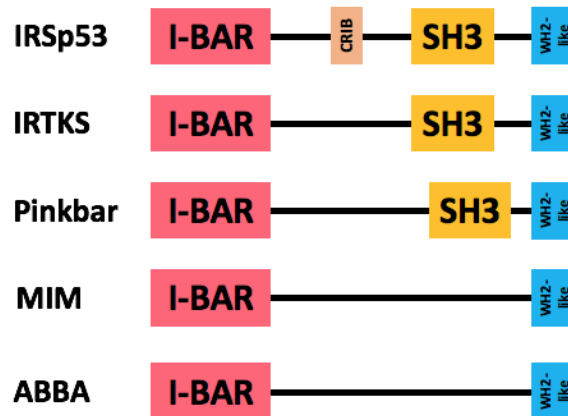 IRSp53 I-BAR CRIB SH3 WH2-like
IRTKS I-BAR SH3 WH2-like
Pinkbar I-BAR SH3 WH2-like
MIM I-BAR WH2-like
ABBA I-BAR WH2-like